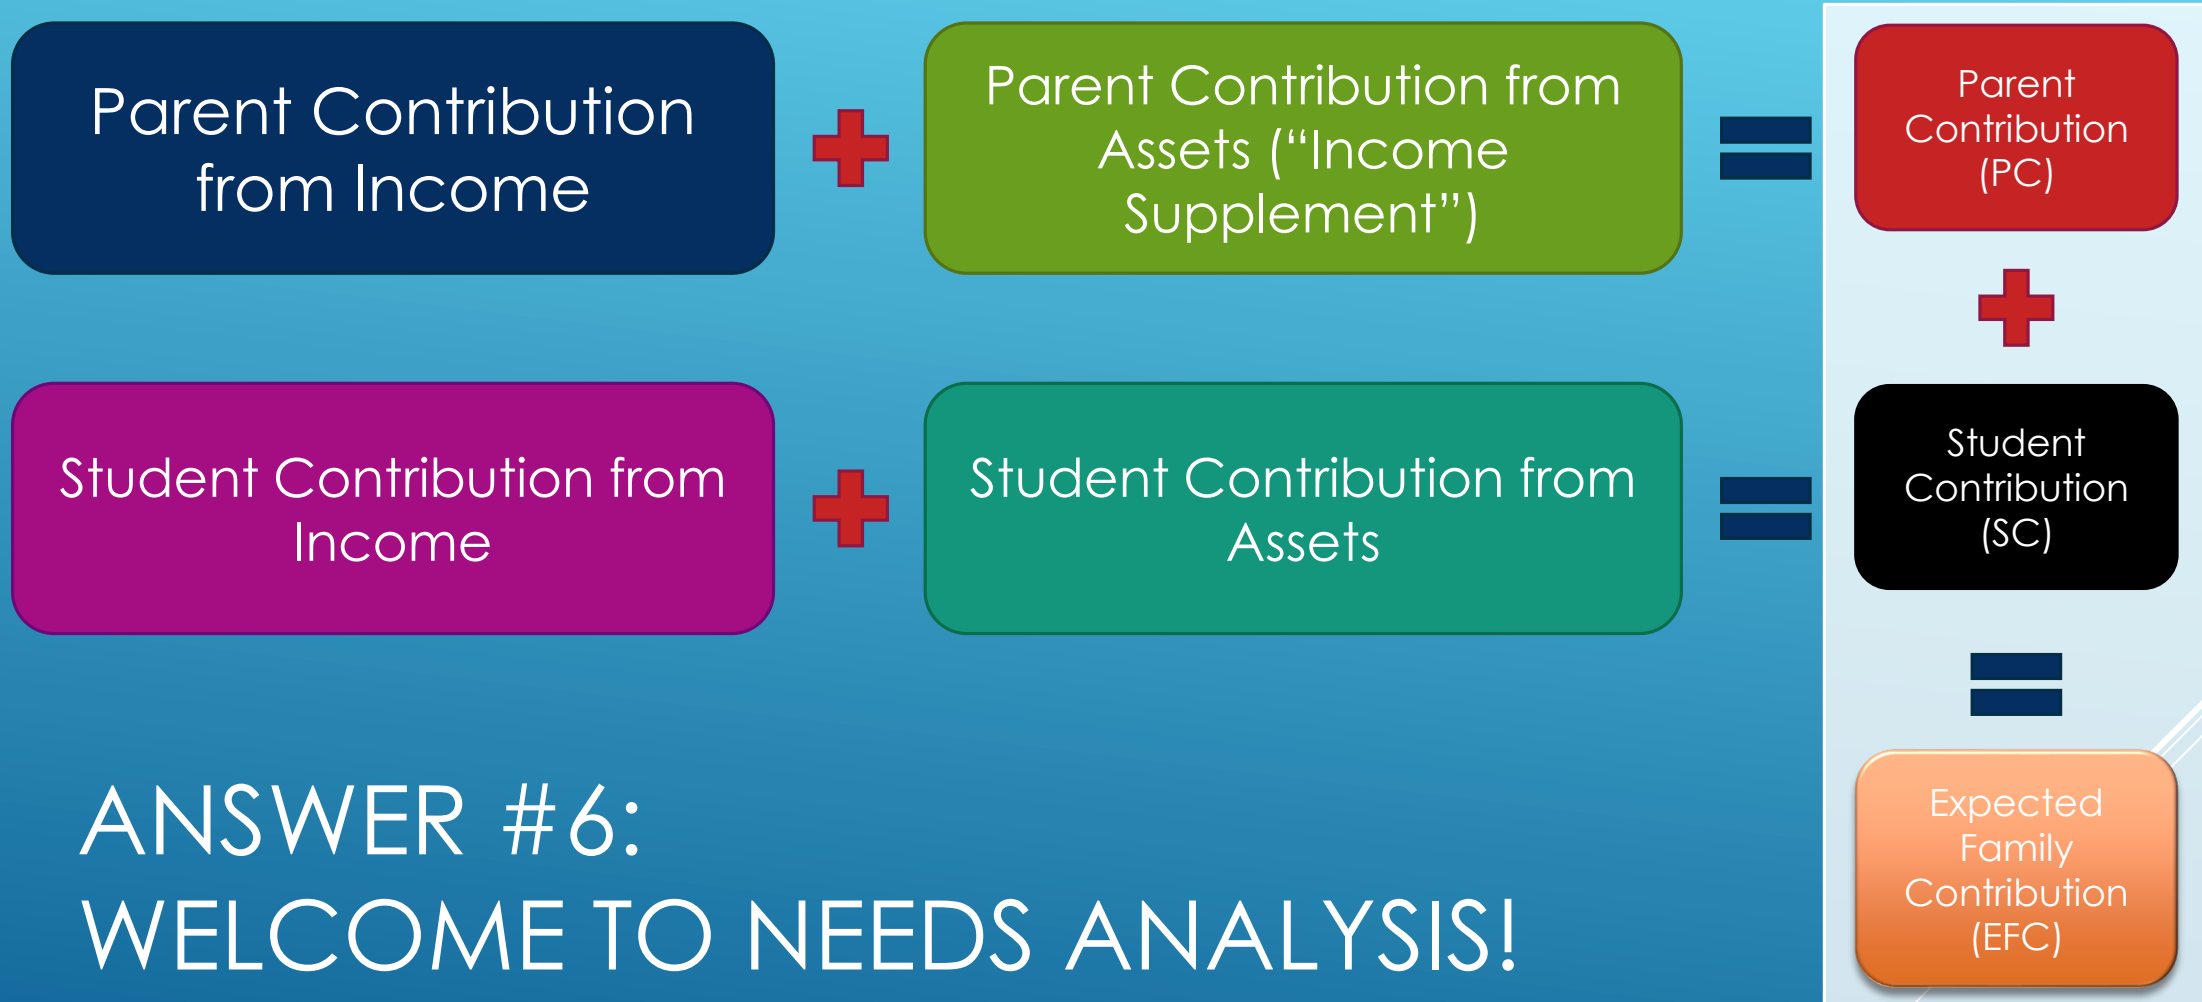 Parent Contribution
from Income
Parent Contribution from
Assets (“Income
Supplement”)
Parent
Contribution
(PC)
Student Contribution from
Income
Student Contribution from
Assets
Student
Contribution
(SC)
Expected
Family
Contribution
(EFC)
ANSWER #6:
WELCOME TO NEEDS ANALYSIS!